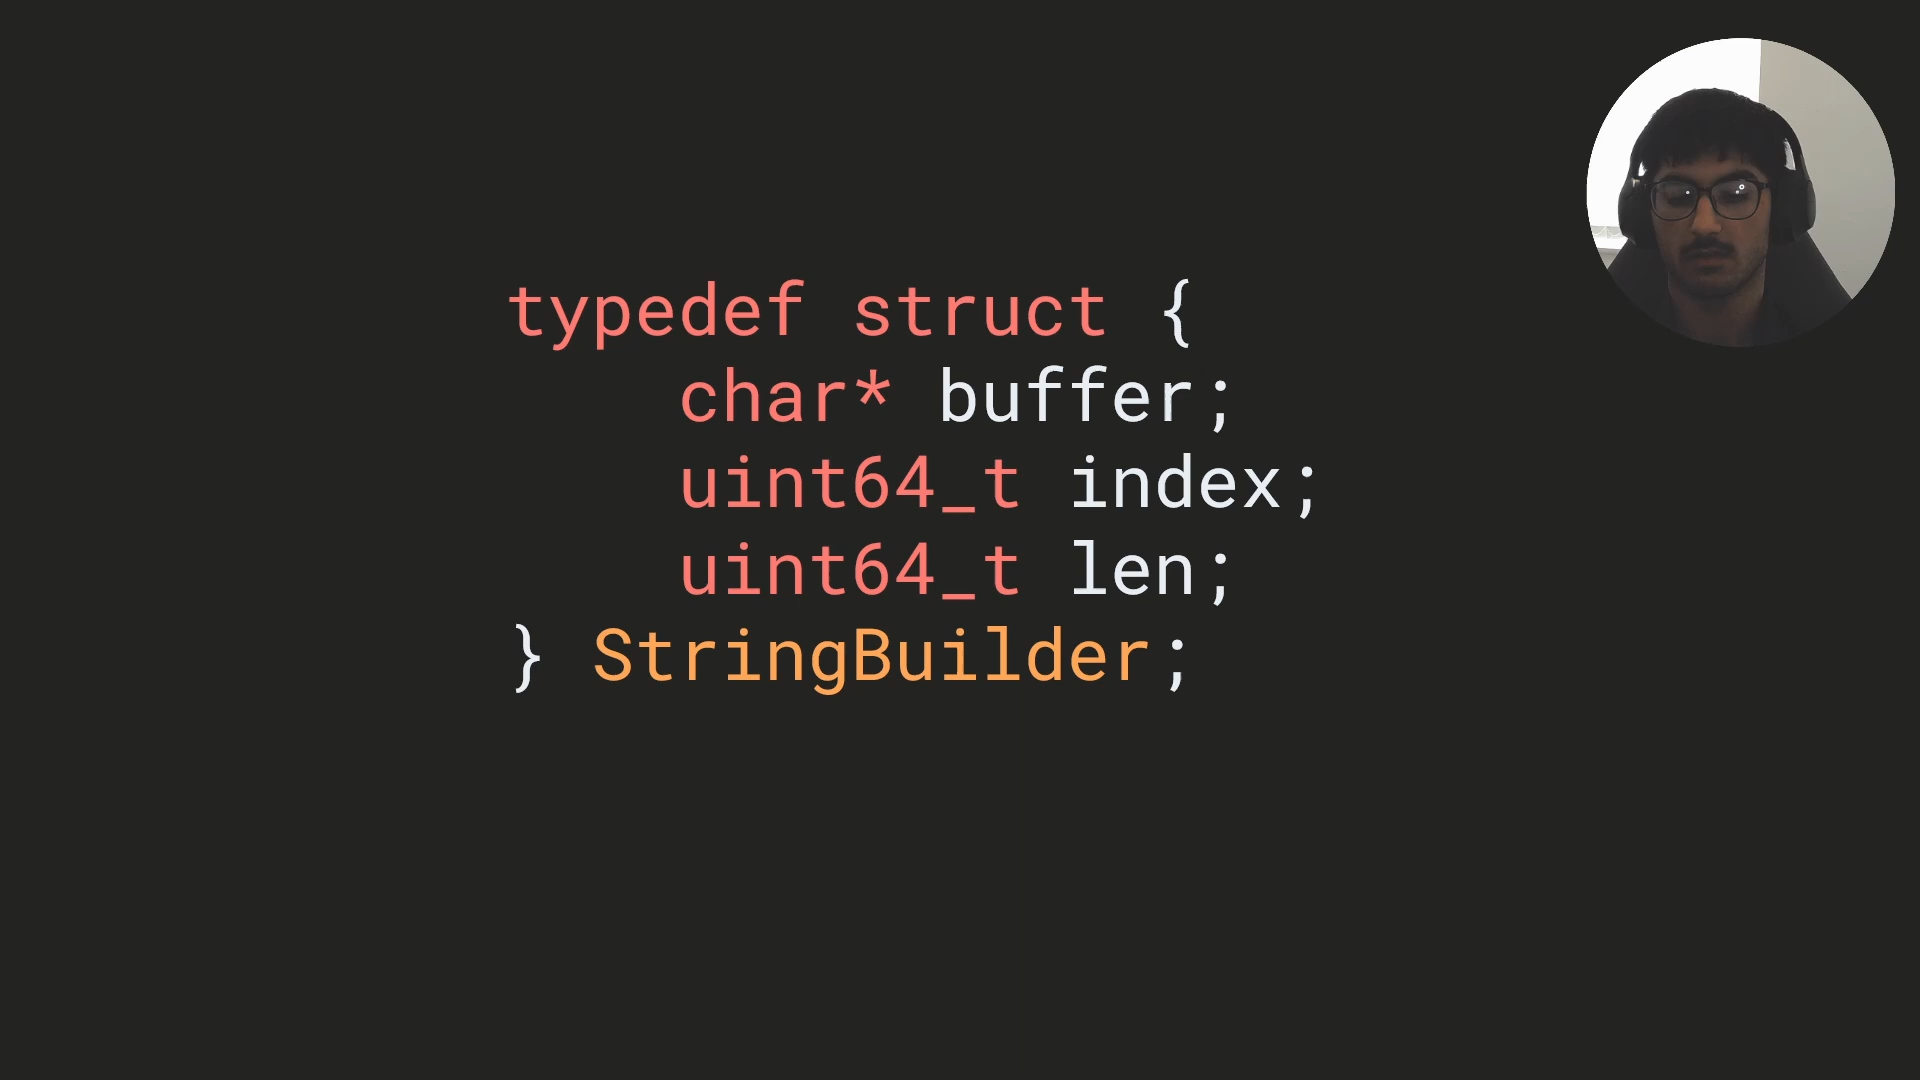 typedef struct {
    char* buffer;
    uint64_t index;
    uint64_t len;
} StringBuilder;